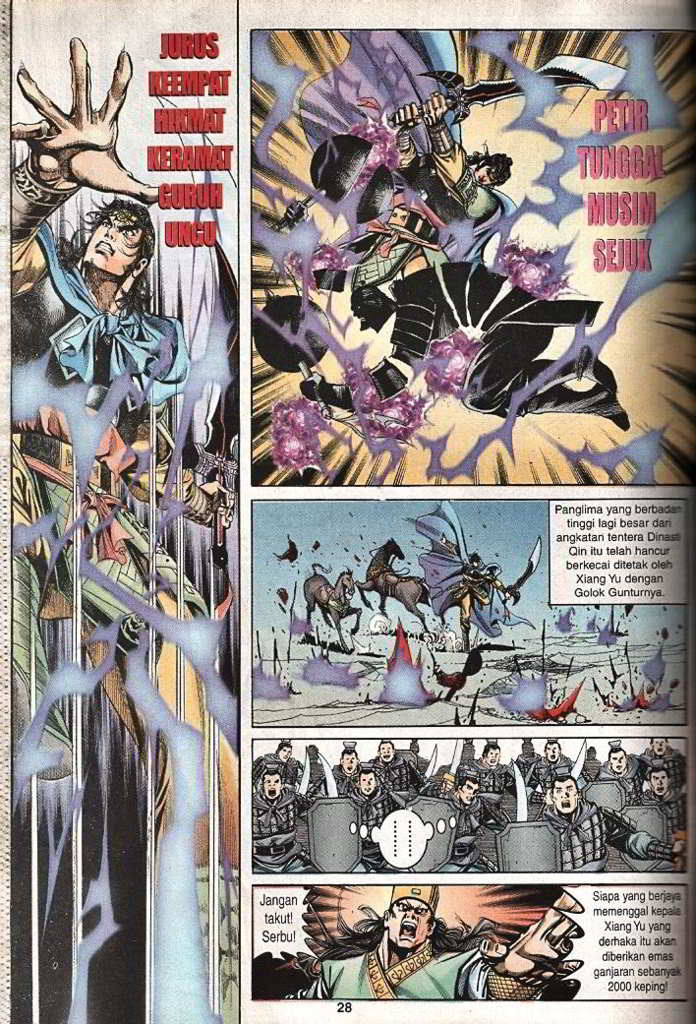 JURUS
KEEMPAT
HIKMAT
KERAMAT
GURUH
UNGU
PETIR
TUNGGAL
MUSIM
SEJUK
Panglima yang berbadan
tinggi lagi besar dari
angkatan tentera Dinasti
Qin itu telah hancur
berkecai ditetak oleh
Xiang Yu dengan
Golok Gunturnya.
Jangan
takut!
Serbu!
Siapa yang berjaya
memenggal kepala
Xiang Yu yang
derhaka itu akan
diberikan emas
ganjaran sebanyak
2000 keping!
28